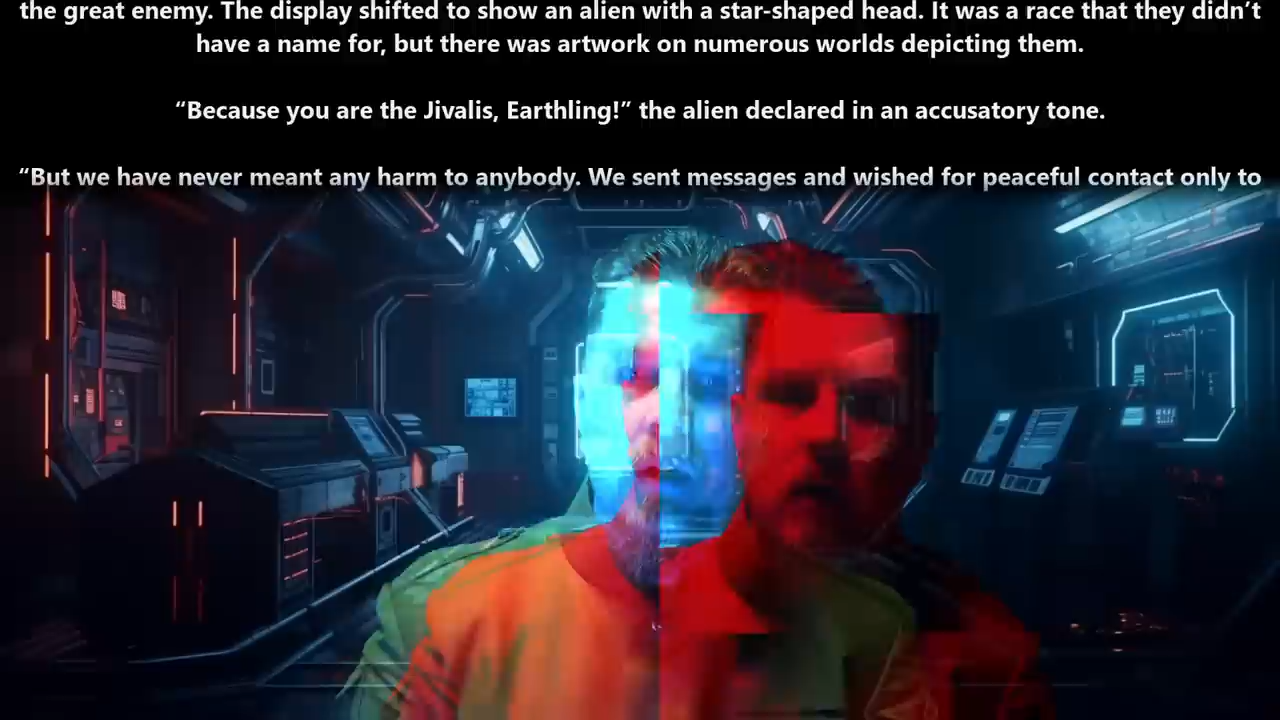 the great enemy. The display shifted to show an alien with a star-shaped head. It was a race that they didn’t
have a name for, but there was artwork on numerous worlds depicting them.
“Because you are the Jivalis, Earthling!” the alien declared in an accusatory tone.
“But we have never meant any harm to anybody. We sent messages and wished for peaceful contact only to